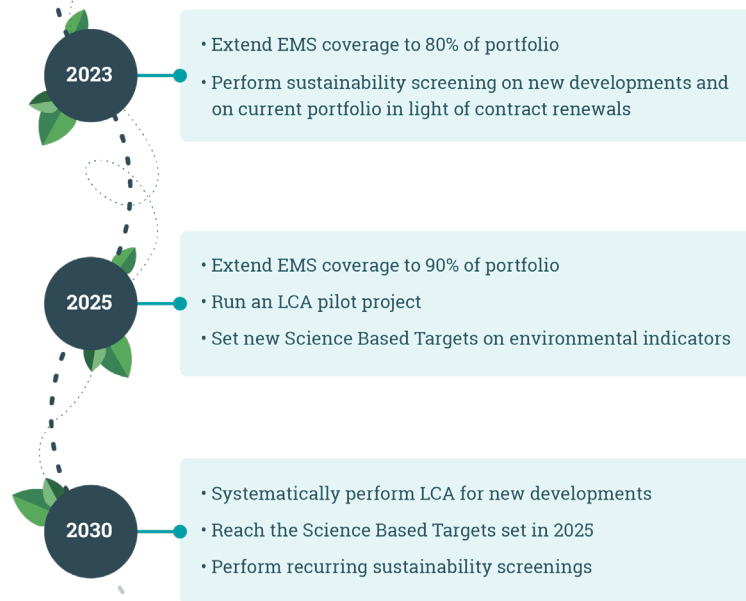 2023
• Extend EMS coverage to 80% of portfolio
• Perform sustainability screening on new developments and
on current portfolio in light of contract renewals
2025
• Extend EMS coverage to 90% of portfolio
• Run an LCA pilot project
• Set new Science Based Targets on environmental indicators
2030
• Systematically perform LCA for new developments
• Reach the Science Based Targets set in 2025
• Perform recurring sustainability screenings